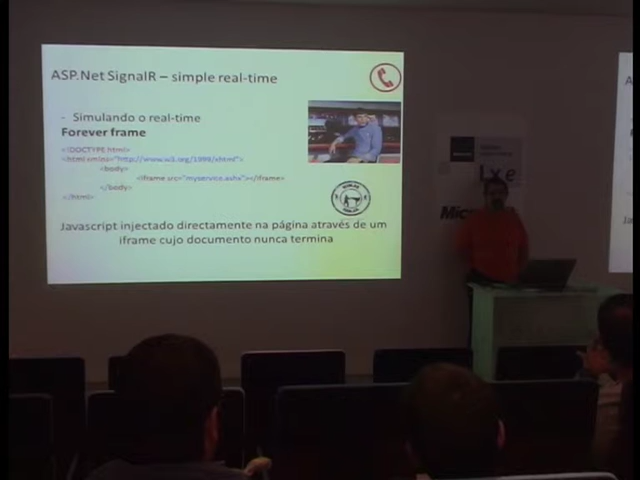 ASP.Net SignalR – simple real-time
- Simulando o real-time
Forever frame
<!DOCTYPE html>
<html xmlns="http://www.w3.org/1999/xhtml">
<body>
<iframe src="myservice.ashx"></iframe>
</body>
</html>
Javascript injectado directamente na página através de um
iframe cujo documento nunca termina
Lxe